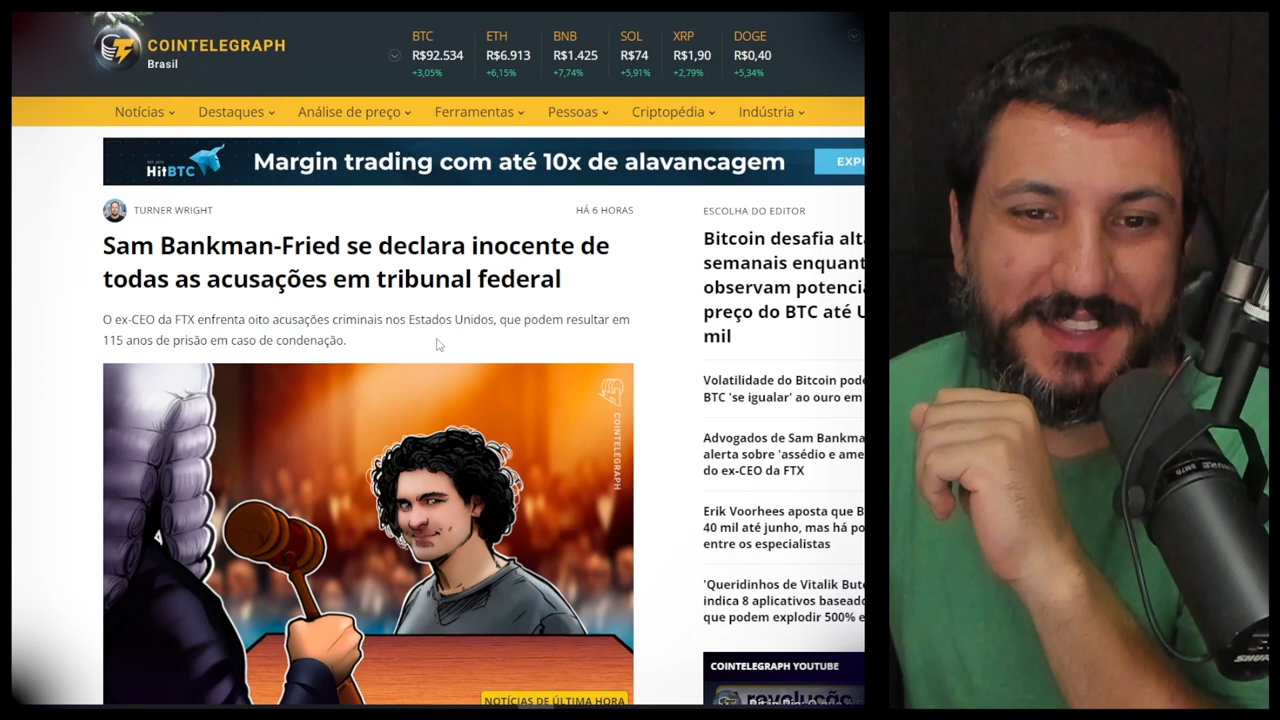 COINTELEGRAPH
Brasil
BTC
R$92.534
+3,05%
ETH
R$6.913
+6,15%
BNB
R$1.425
+7,74%
SOL
R$74
+5,91%
XRP
R$1,90
+2,79%
DOGE
R$0,40
+5,34%
Notícias Destaques Análise de preço Ferramentas Pessoas Criptopédia Indústria
HitBTC
Margin trading com até 10x de alavancagem
EXP
TURNER WRIGHT
HÁ 6 HORAS
Sam Bankman-Fried se declara inocente de
todas as acusações em tribunal federal
O ex-CEO da FTX enfrenta oito acusações criminais nos Estados Unidos, que podem resultar em
115 anos de prisão em caso de condenação.
COINTELEGRAPH
NOTÍCIAS DE ÚLTIMA HORA
ESCOLHA DO EDITOR
Bitcoin desafia alt
semanais enquant
observam potencia
preço do BTC até U
mil
Volatilidade do Bitcoin pod
BTC 'se igualar' ao ouro em
Advogados de Sam Bankma
alerta sobre 'assédio e ame
do ex-CEO da FTX
Erik Voorhees aposta que B
40 mil até junho, mas há po
entre os especialistas
'Queridinhos de Vitalik But
indica 8 aplicativos basead
que podem explodir 500% e
COINTELEGRAPH YOUTUBE
SHURE